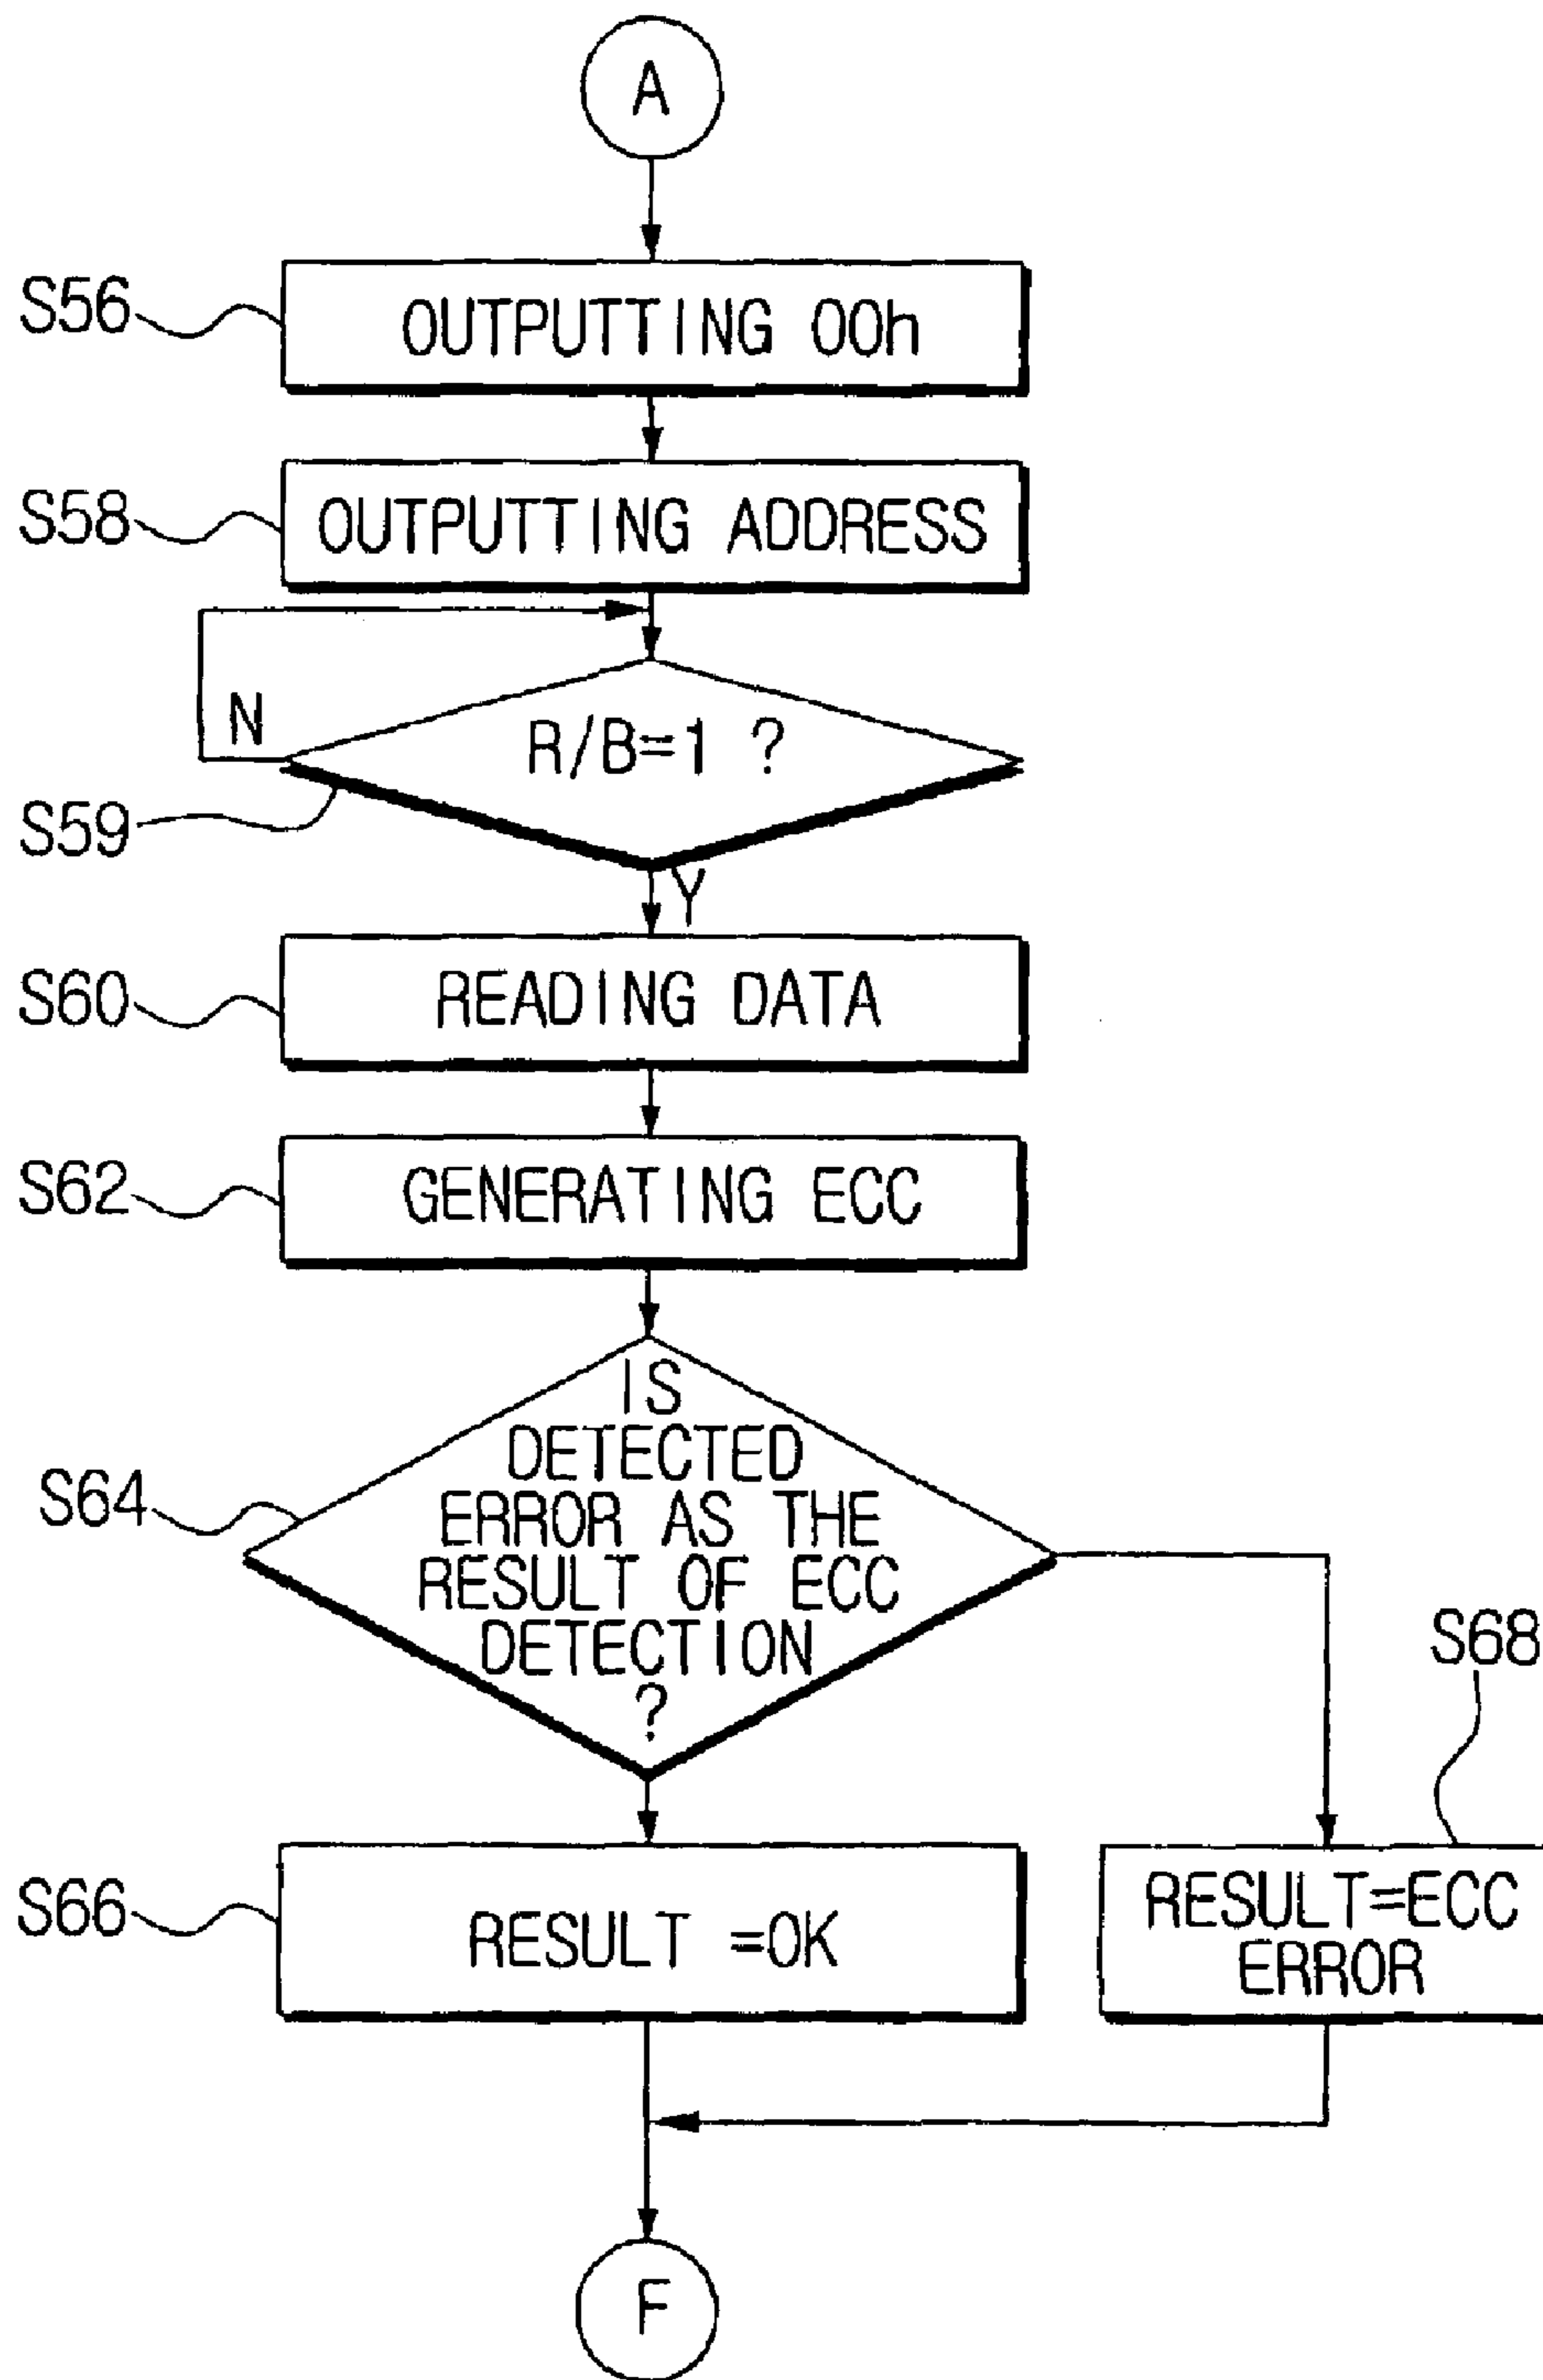 A
S56
OUTPUTTING 00h
S58
OUTPUTTING ADDRESS
N
R/B=1 ?
S59
Y
S60
READING DATA
S62
GENERATING ECC
IS
DETECTED
ERROR AS THE
RESULT OF ECC
DETECTION
?
S64
S68
S66
RESULT =OK
RESULT=ECC
ERROR
F